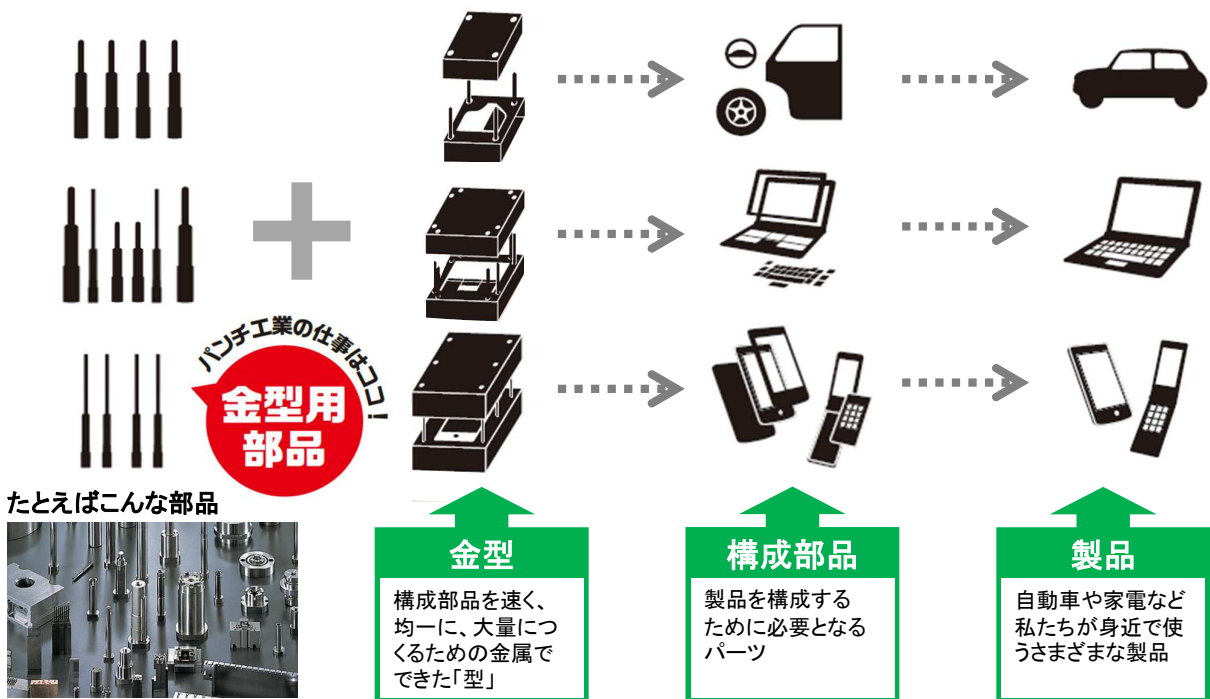 パンチ工業の仕事はココ!
金型用
部品
たとえばこんな部品
金型
構成部品を速く、
均一に、大量につ
くるための金属で
できた「型」
構成部品
製品を構成する
ために必要となる
パーツ
製品
自動車や家電など
私たちが身近で使
うさまざまな製品